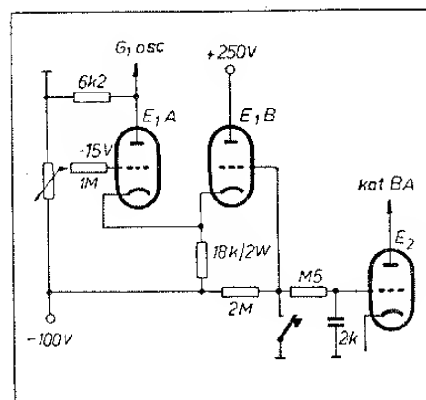 G₁ osc
+250V
6k2
E₁A
E₁B
-15V
1M
kat BA
E₂
18k/2W
M5
2M
2k
-100V